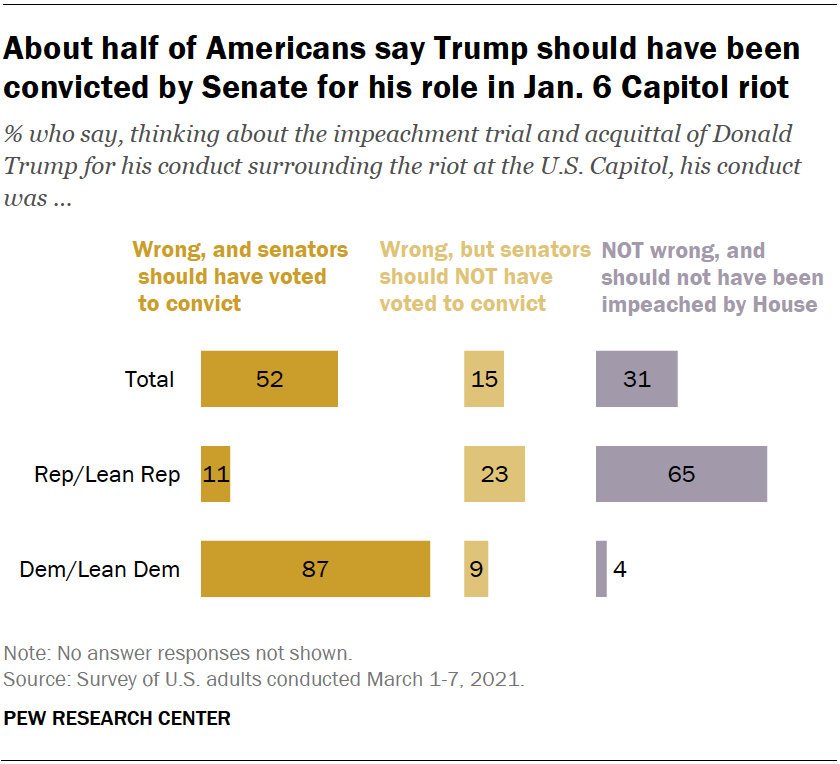 About half of Americans say Trump should have been
convicted by Senate for his role in Jan. 6 Capitol riot
% who say, thinking about the impeachment trial and acquittal of Donald
Trump for his conduct surrounding the riot at the U.S. Capitol, his conduct
was ...
Wrong, and senators
should have voted
to convict
Wrong, but senators
should NOT have
voted to convict
NOT wrong, and
should not have been
impeached by House
Total 52 15 31
Rep/Lean Rep 11 23 65
Dem/Lean Dem 87 9 4
Note: No answer responses not shown.
Source: Survey of U.S. adults conducted March 1-7, 2021.
PEW RESEARCH CENTER